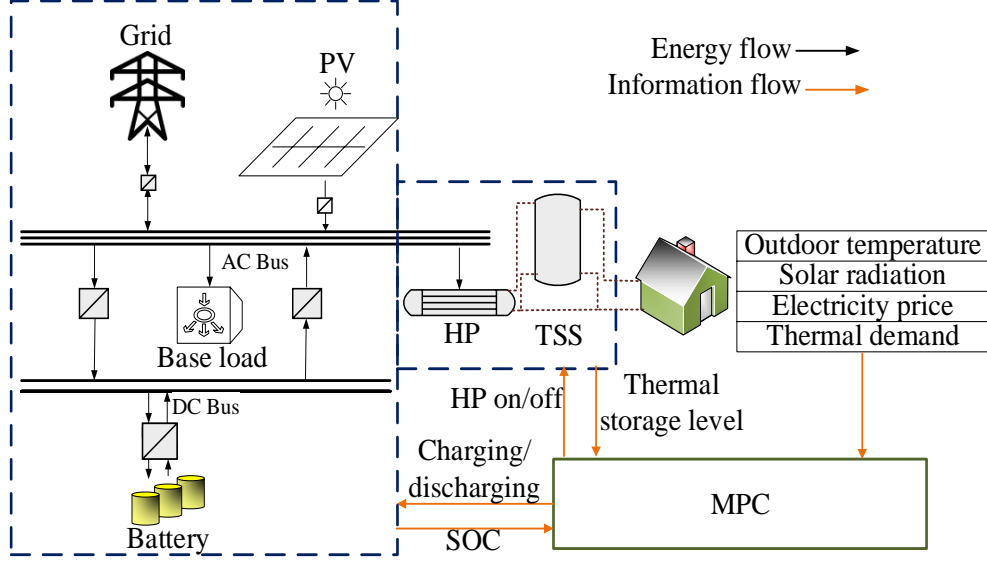 Grid
PV
Energy flow
Information flow
AC Bus
Base load
DC Bus
Battery
HP
TSS
Outdoor temperature
Solar radiation
Electricity price
Thermal demand
HP on/off
Thermal
storage level
Charging/
discharging
SOC
MPC